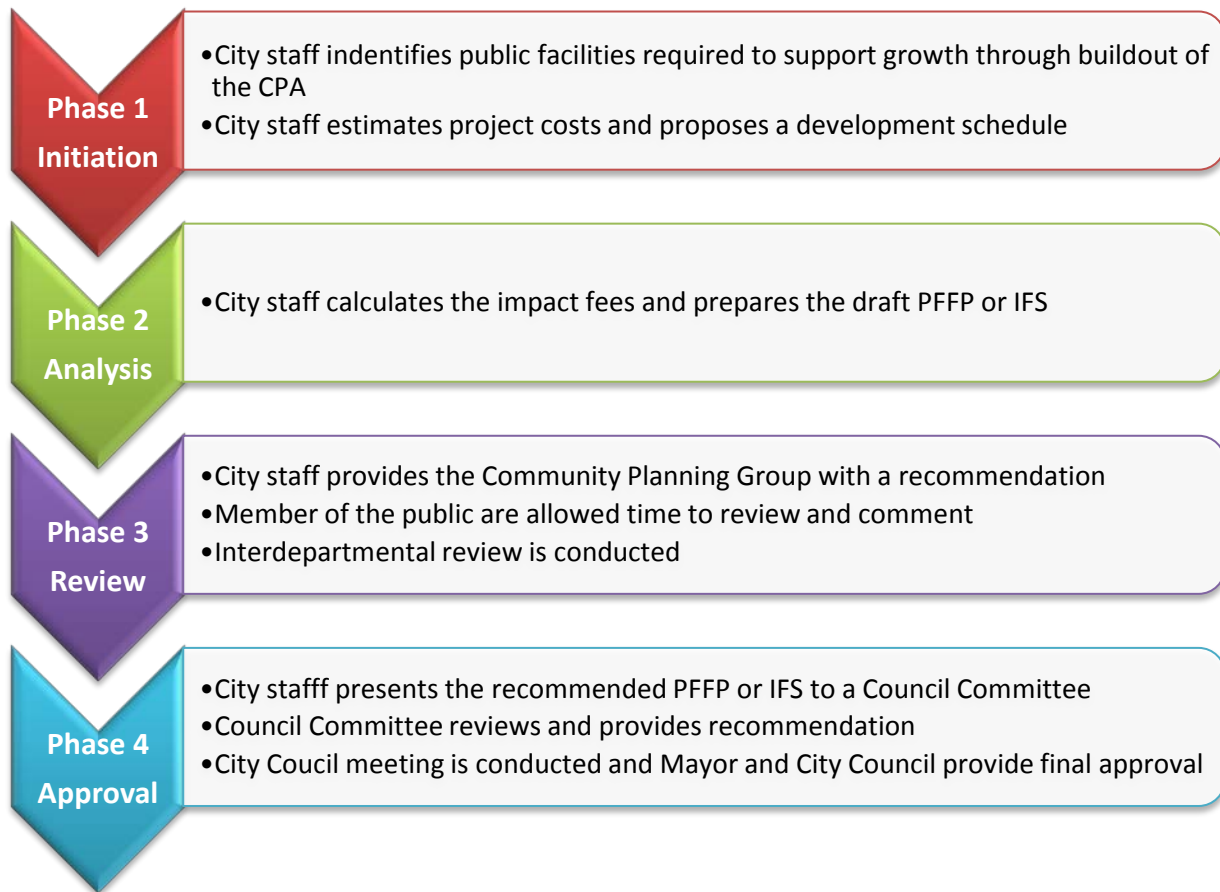 Phase 1
Initiation
•City staff indentifies public facilities required to support growth through buildout of
the CPA
•City staff estimates project costs and proposes a development schedule
Phase 2
Analysis
•City staff calculates the impact fees and prepares the draft PFFP or IFS
Phase 3
Review
•City staff provides the Community Planning Group with a recommendation
•Member of the public are allowed time to review and comment
•Interdepartmental review is conducted
Phase 4
Approval
•City stafff presents the recommended PFFP or IFS to a Council Committee
•Council Committee reviews and provides recommendation
•City Coucil meeting is conducted and Mayor and City Council provide final approval